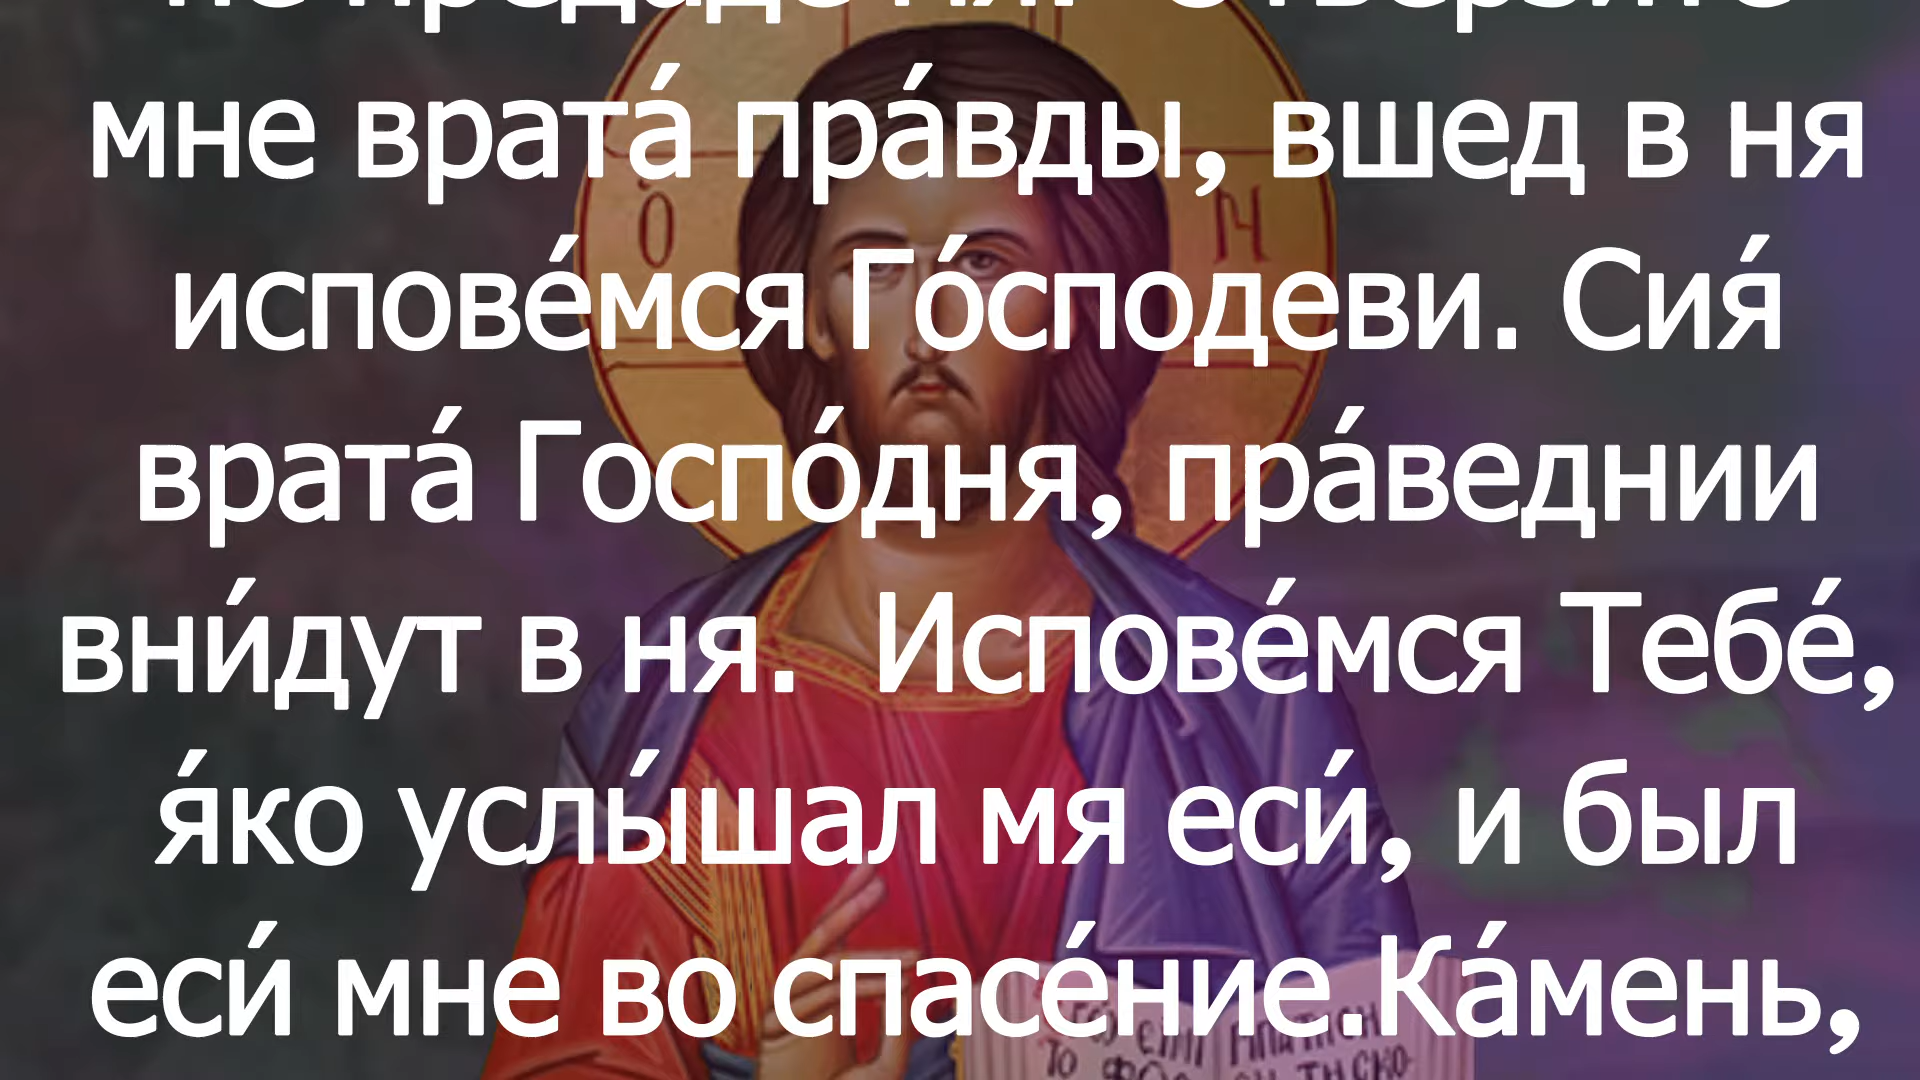 мне врата́ пра́вды, вшед в ня
испове́мся Го́сподеви. Сия́
врата́ Госпо́дня, пра́веднии
вни́дут в ня. Испове́мся Тебе́,
я́ко услы́шал мя еси́, и был
еси́ мне во спасе́ние.Ка́мень,